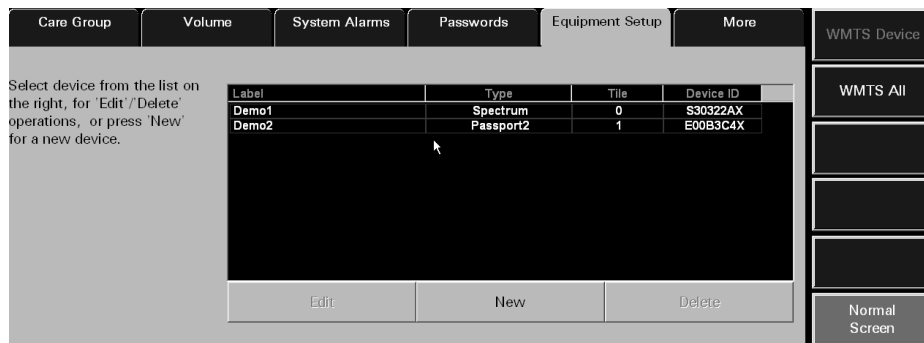 Care Group Volume System Alarms Passwords Equipment Setup More
WMTS Device
WMTS All
Select device from the list on
the right, for 'Edit'/'Delete'
operations, or press 'New'
for a new device.
Label Type Tile Device ID
Demo1 Spectrum 0 S30322AX
Demo2 Passport2 1 E00B3C4X
Edit New Delete
Normal
Screen